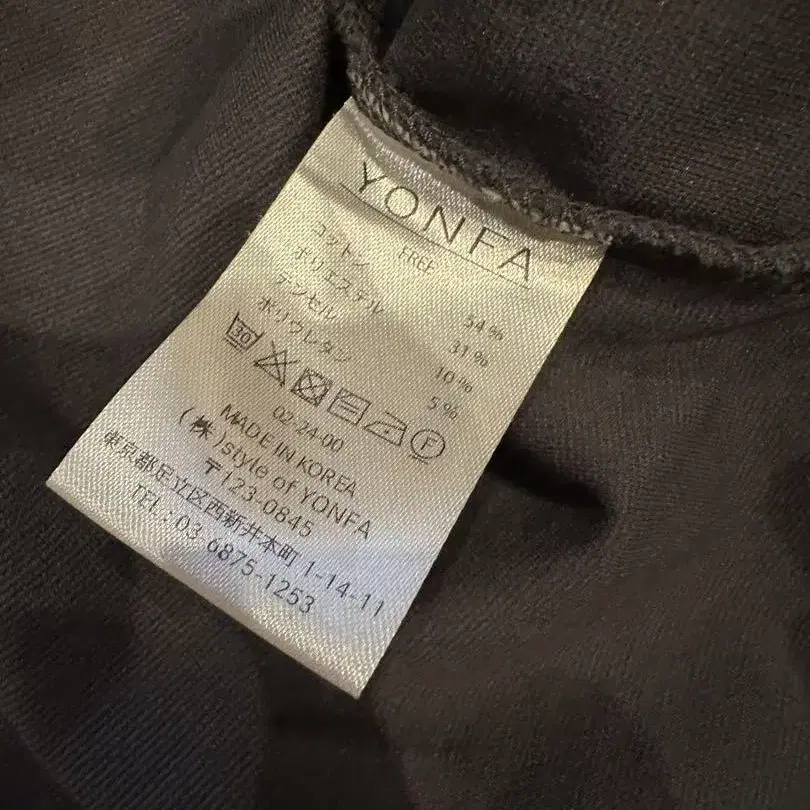 YONFA
FREE
コットン 54%
ポリエステル 31%
テンセル 10%
ポリウレタン 5%
30
F
02-24-00
MADE IN KOREA
(株)style of YONFA
〒123-0845
東京都足立区西新井本町 1-14-11
TEL : 03 6875-1253